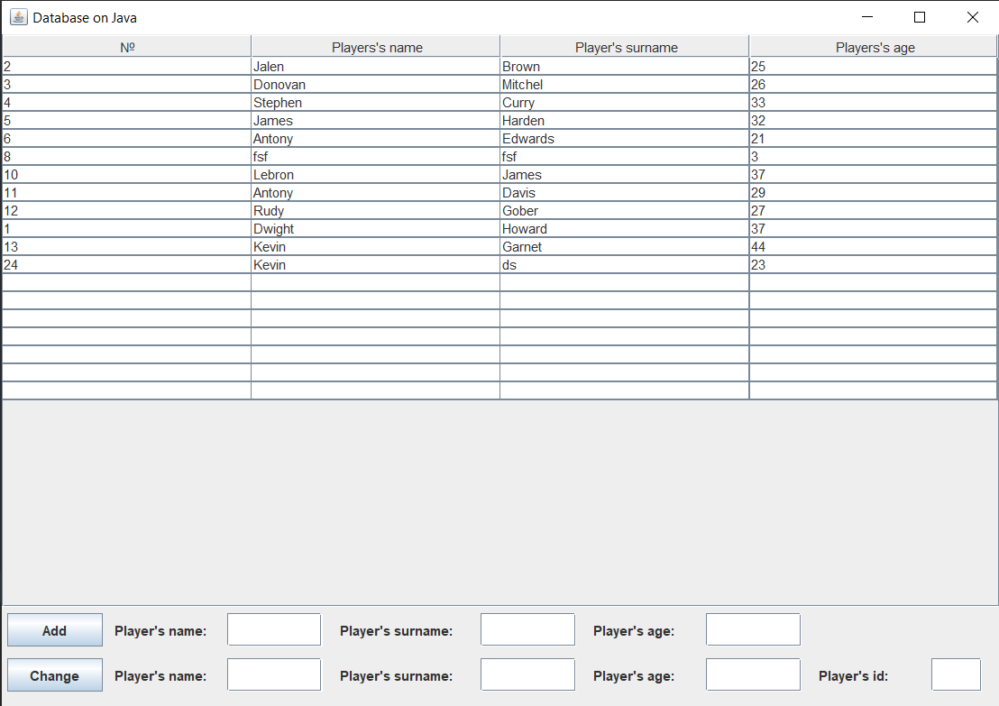 Database on Java
№ Players's name Player's surname Players's age
2 Jalen Brown 25
3 Donovan Mitchel 26
4 Stephen Curry 33
5 James Harden 32
6 Antony Edwards 21
8 fsf fsf 3
10 Lebron James 37
11 Antony Davis 29
12 Rudy Gober 27
1 Dwight Howard 37
13 Kevin Garnet 44
24 Kevin ds 23
Add Player's name: Player's surname: Player's age:
Change Player's name: Player's surname: Player's age: Player's id: